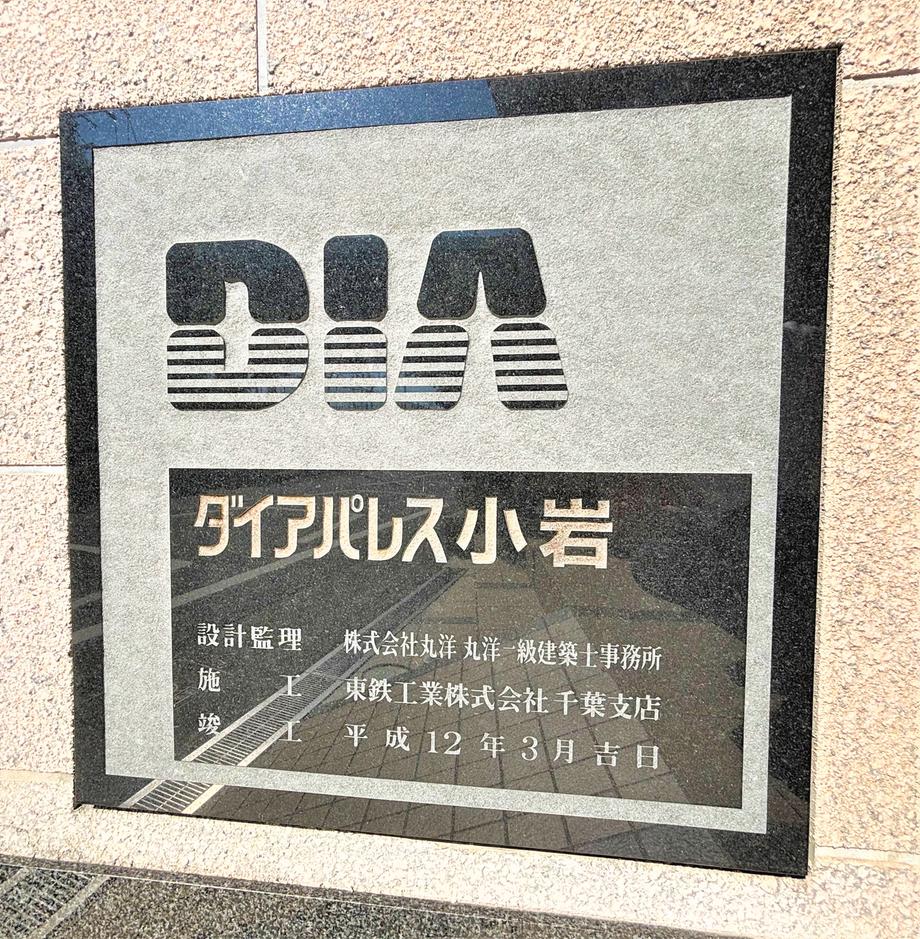 DIA
ダイアパレス小岩
設計監理 株式会社丸洋 丸洋一級建築士事務所
施工 東鉄工業株式会社千葉支店
竣工 平成12年3月吉日